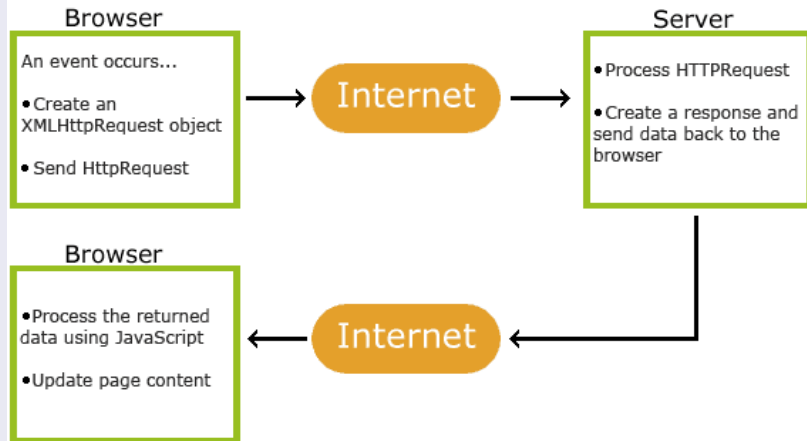 Browser
An event occurs...
•Create an
XMLHttpRequest object
•Send HttpRequest
Internet
Server
•Process HTTPRequest
•Create a response and
send data back to the
browser
Browser
•Process the returned
data using JavaScript
•Update page content
Internet